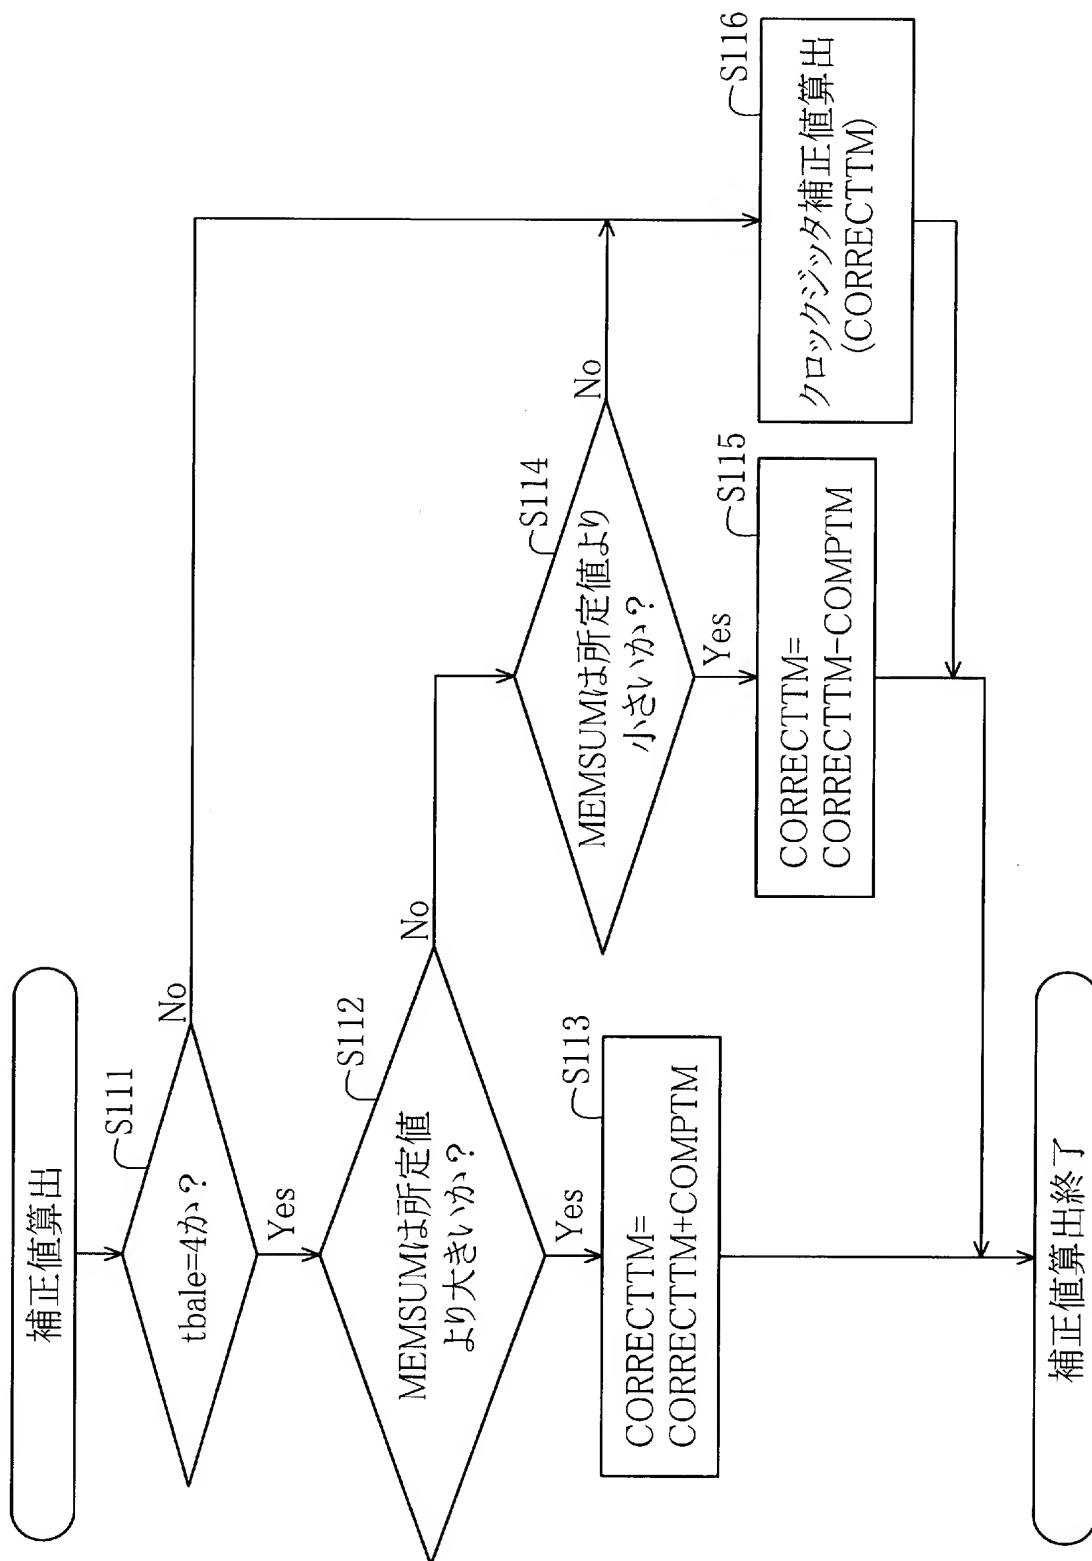 補正値算出
S111
tbale=4か?
No
Yes
S112
MEMSUMは所定値
より大きいか?
No
Yes
S113
CORRECTTM=
CORRECTTM+COMPTM
S114
MEMSUMは所定値より
小さいか?
No
Yes
S115
CORRECTTM=
CORRECTTM-COMPTM
S116
クロックジッタ補正値算出
(CORRECTTM)
補正値算出終了